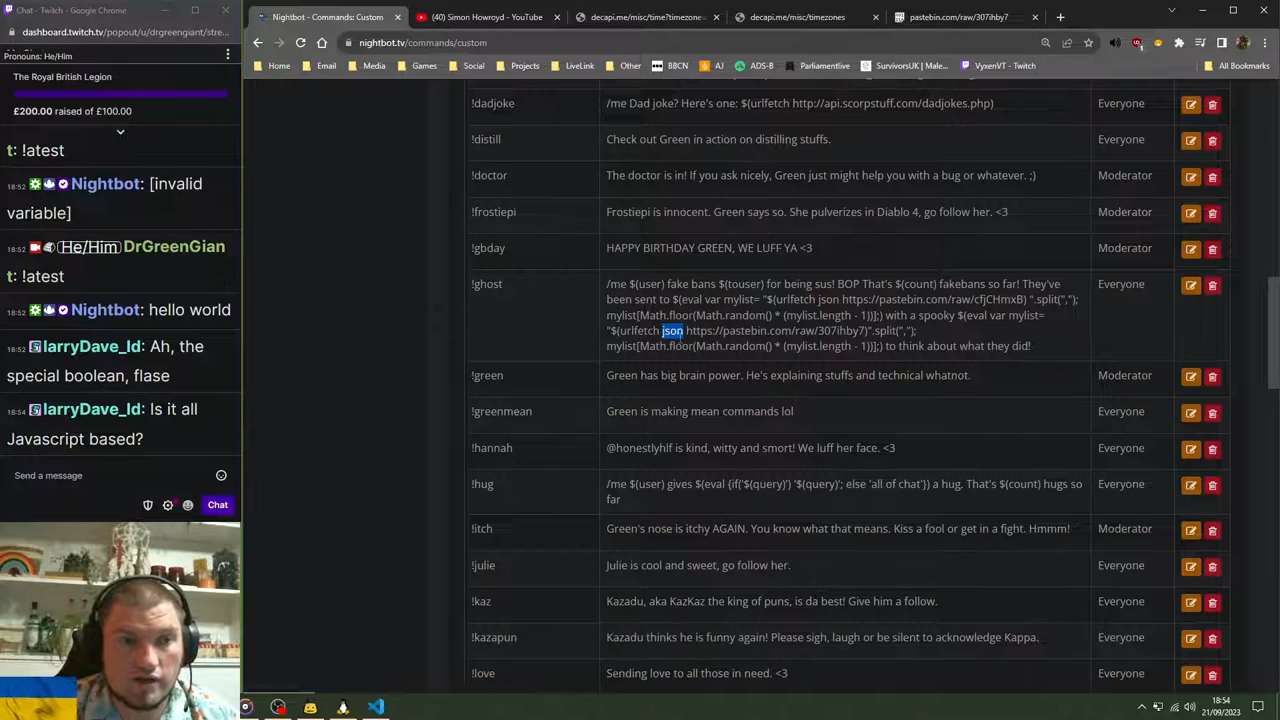 Chat - Twitch - Google Chrome
dashboard.twitch.tv/popout/u/drgreengiant/stre...
Pronouns: He/Him
The Royal British Legion
£200.00 raised of £100.00
t: !atest
18:52 Nightbot: [invalid
variable]
18:52 He/Him DrGreenGian
t: !atest
18:52 Nightbot: hello world
18:52 larryDave_Id: Ah, the
special boolean, flase
18:54 larryDave_Id: Is it all
Javascript based?
Send a message
Chat
Nightbot - Commands: Custom
(40) Simon Howroyd - YouTube
decapi.me/misc/time?timezone=
decapi.me/misc/timezones
pastebin.com/raw/307ihby7
nightbot.tv/commands/custom
Home Email Media Games Social Projects LiveLink Other BBCN AJ ADS-B Parliamentlive SurvivorsUK | Male... VyxenVT - Twitch All Bookmarks
!dadjoke /me Dad joke? Here's one: $(urlfetch http://api.scorpstuff.com/dadjokes.php) Everyone
!distill Check out Green in action on distilling stuffs. Everyone
!doctor The doctor is in! If you ask nicely, Green just might help you with a bug or whatever. ;) Moderator
!frostiepi Frostiepi is innocent. Green says so. She pulverizes in Diablo 4, go follow her. <3 Moderator
!gbday HAPPY BIRTHDAY GREEN, WE LUFF YA <3 Moderator
!ghost /me $(user) fake bans $(touser) for being sus! BOP That's $(count) fakebans so far! They've Everyone
been sent to $(eval var mylist= "$(urlfetch json https://pastebin.com/raw/cfjCHmxB) ".split(",");
mylist[Math.floor(Math.random() * (mylist.length - 1))];) with a spooky $(eval var mylist=
"$(urlfetch json https://pastebin.com/raw/307ihby7)".split(",");
mylist[Math.floor(Math.random() * (mylist.length - 1))];) to think about what they did!
!green Green has big brain power. He's explaining stuffs and technical whatnot. Moderator
!greenmean Green is making mean commands lol Everyone
!hannah @honestlyhlf is kind, witty and smort! We luff her face. <3 Everyone
!hug /me $(user) gives $(eval {if('$(query)') '$(query)'; else 'all of chat'}) a hug. That's $(count) hugs so Everyone
far
!itch Green's nose is itchy AGAIN. You know what that means. Kiss a fool or get in a fight. Hmmm! Moderator
!julie Julie is cool and sweet, go follow her. Everyone
!kaz Kazadu, aka KazKaz the king of puns, is da best! Give him a follow. Everyone
!kazapun Kazadu thinks he is funny again! Please sigh, laugh or be silent to acknowledge Kappa. Everyone
!love Sending love to all those in need. <3 Everyone
18:54
21/09/2023